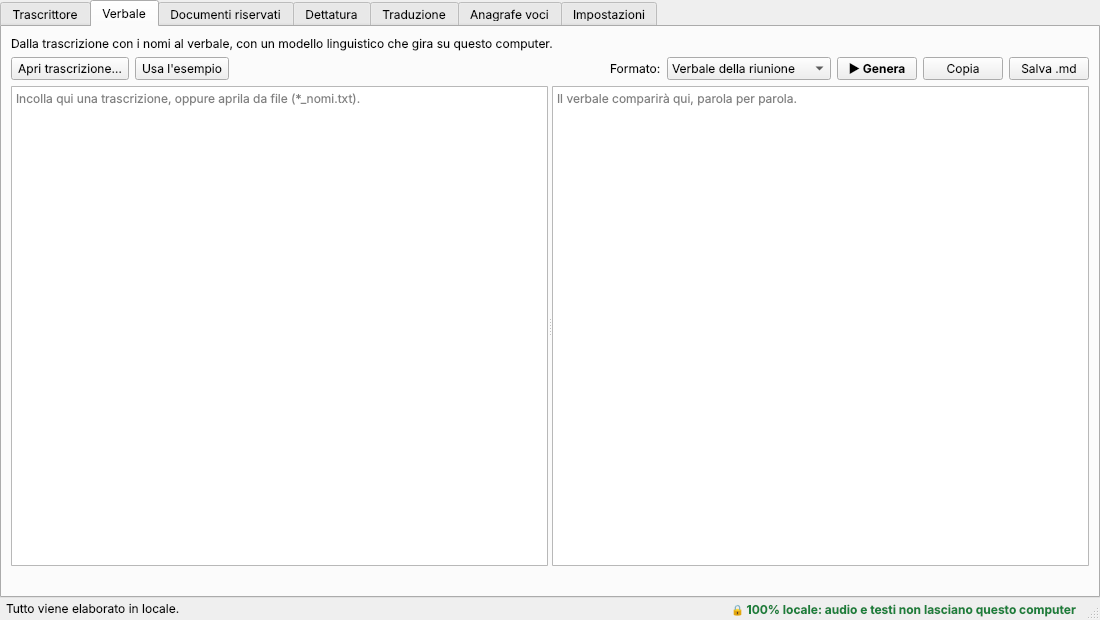 Trascrittore Verbale Documenti riservati Dettatura Traduzione Anagrafe voci Impostazioni
Dalla trascrizione con i nomi al verbale, con un modello linguistico che gira su questo computer.
Apri trascrizione... Usa l'esempio Formato: Verbale della riunione ▶ Genera Copia Salva .md
Incolla qui una trascrizione, oppure aprila da file (*_nomi.txt).
Il verbale comparirà qui, parola per parola.
Tutto viene elaborato in locale. 🔒 100% locale: audio e testi non lasciano questo computer